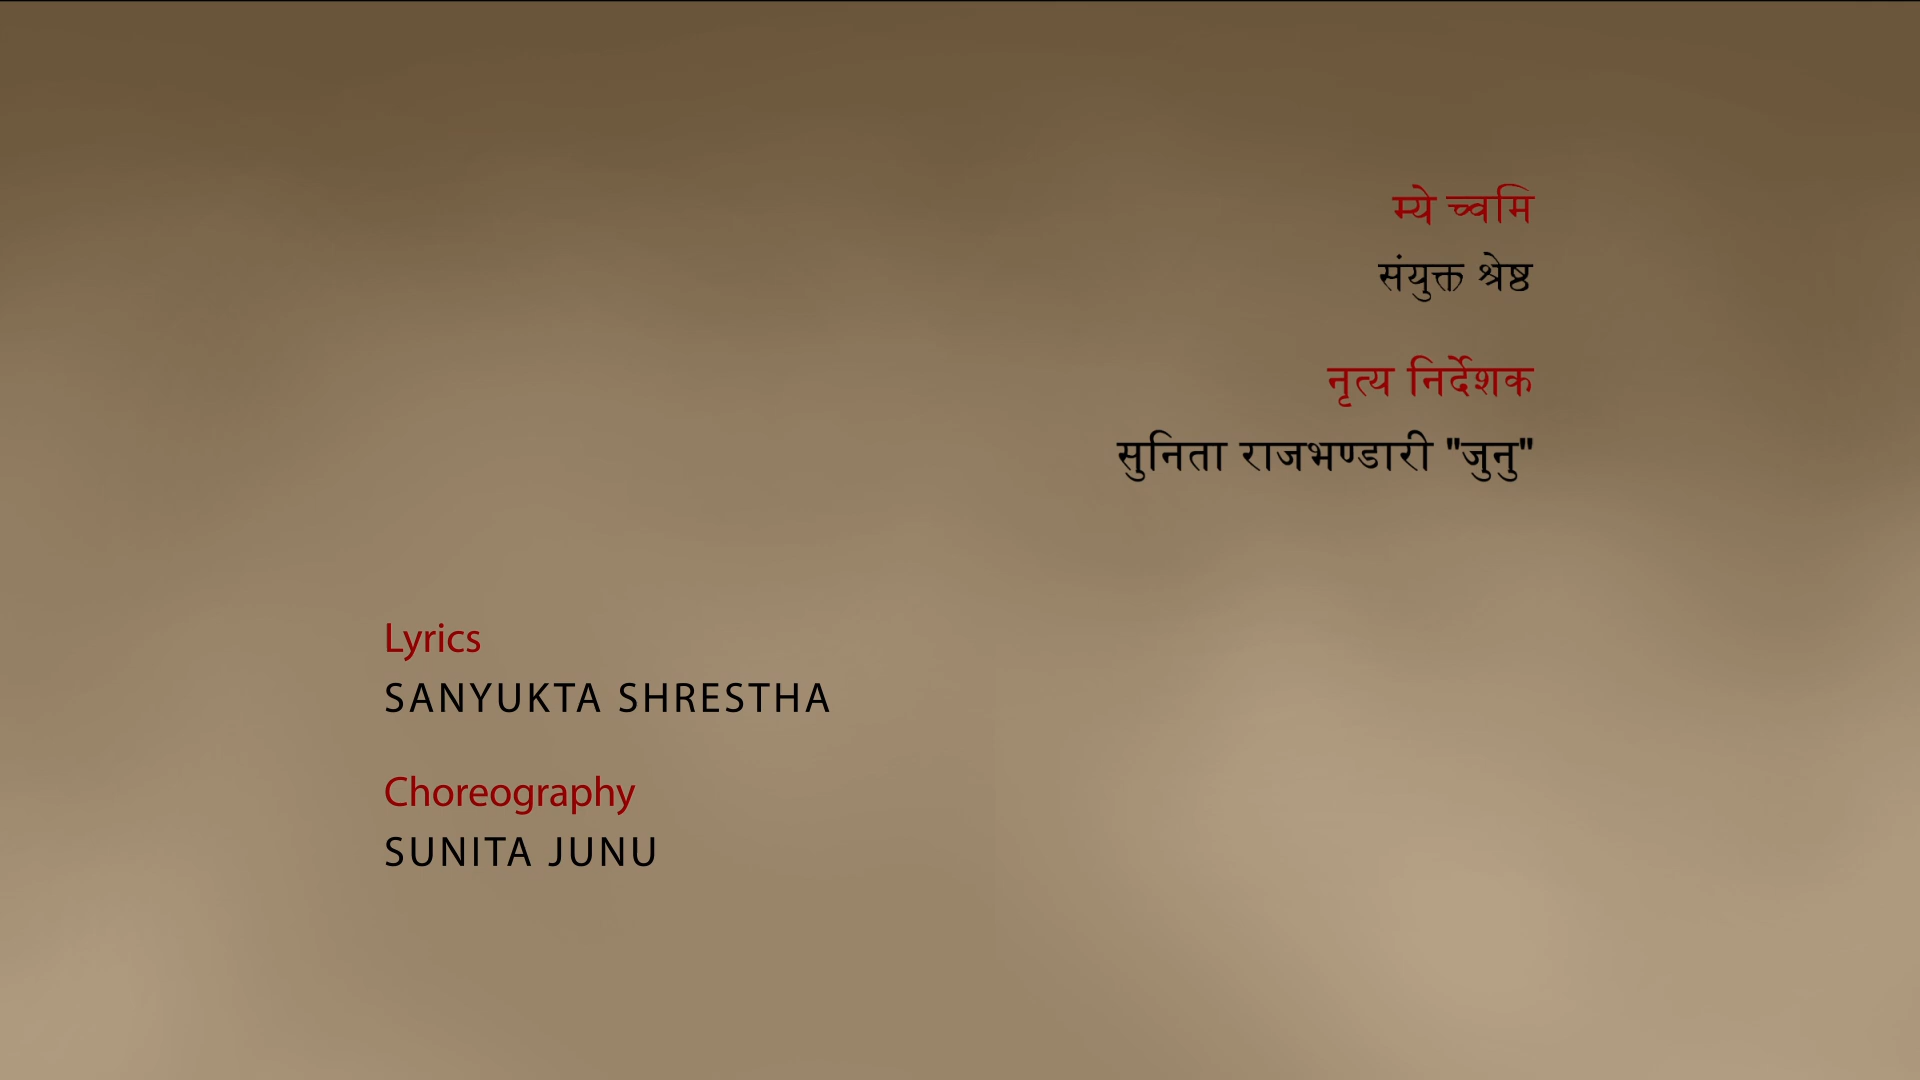 म्ये च्वमि
संयुक्त श्रेष्ठ
नृत्य निर्देशक
सुनिता राजभण्डारी "जुनु"
Lyrics
SANYUKTA SHRESTHA
Choreography
SUNITA JUNU